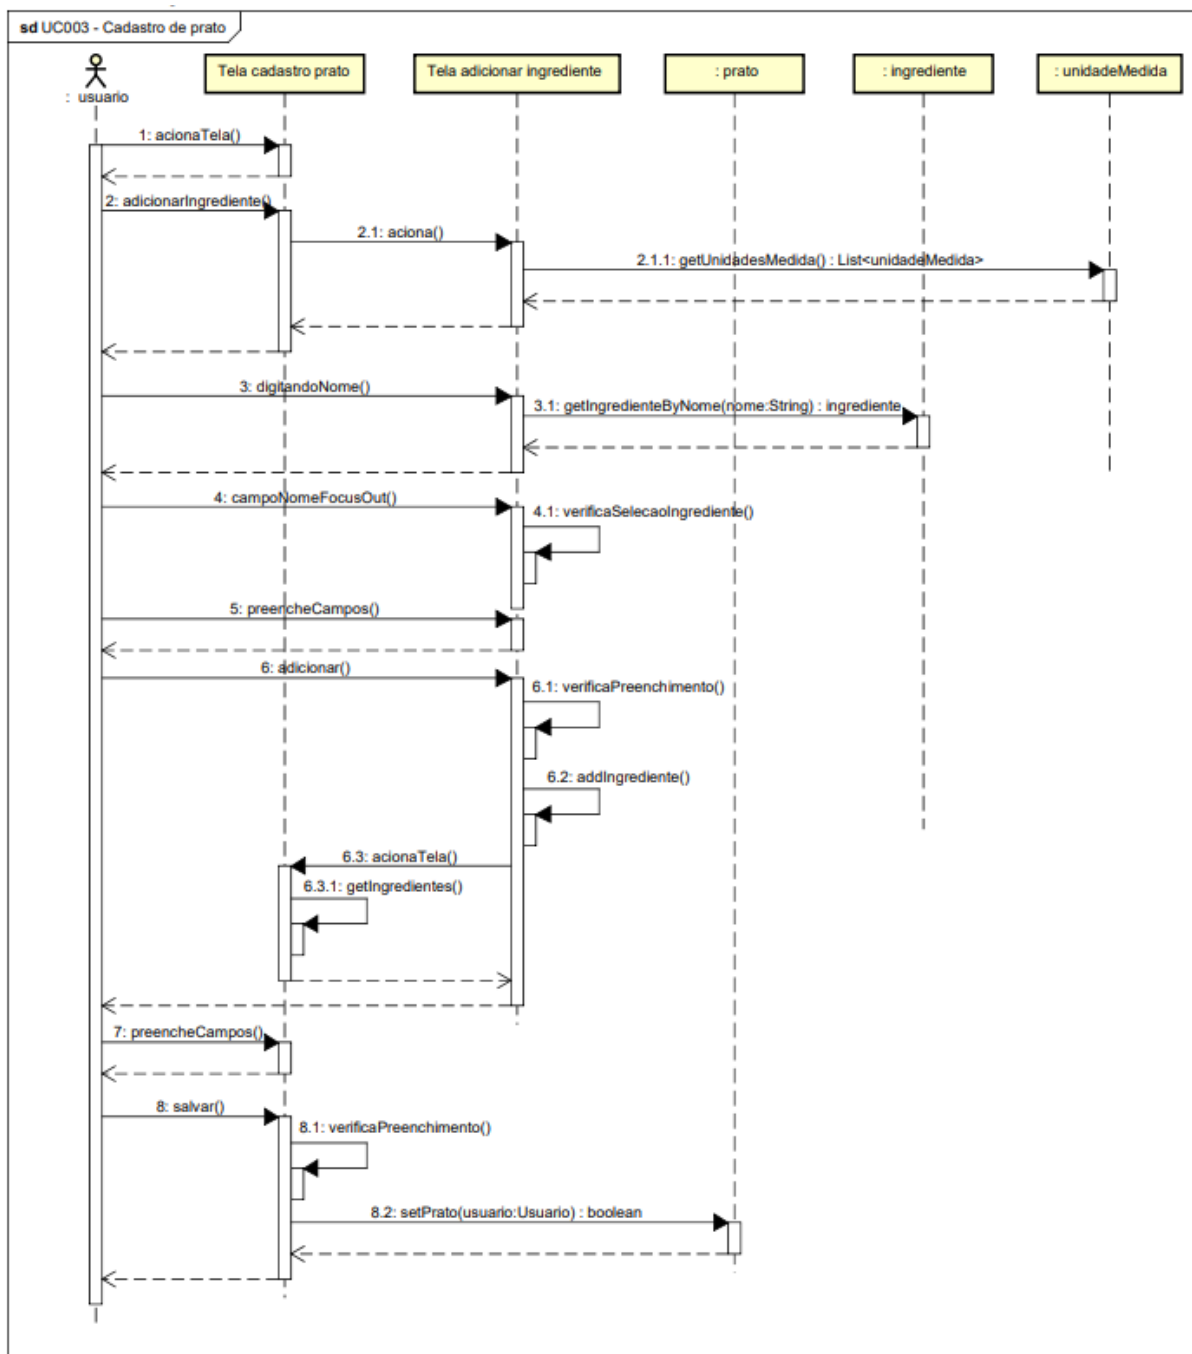 sd UC003 - Cadastro de prato
: usuario
Tela cadastro prato
Tela adicionar ingrediente
: prato
: ingrediente
: unidadeMedida
1: acionaTela()
2: adicionarIngrediente()
2.1: aciona()
2.1.1: getUnidadesMedida() : List<unidadeMedida>
3: digitandoNome()
3.1: getIngredienteByNome(nome:String) : ingrediente
4: campoNomeFocusOut()
4.1: verificaSelecaoIngrediente()
5: preencheCampos()
6: adicionar()
6.1: verificaPreenchimento()
6.2: addIngrediente()
6.3: acionaTela()
6.3.1: getIngredientes()
7: preencheCampos()
8: salvar()
8.1: verificaPreenchimento()
8.2: setPrato(usuario:Usuario) : boolean